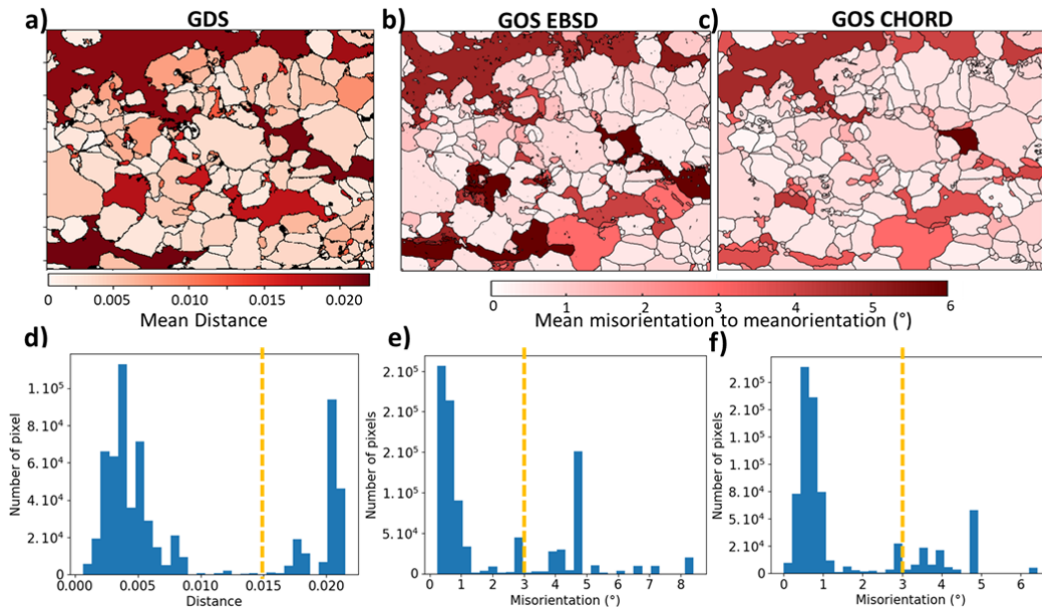 a) GDS
b) GOS EBSD
c) GOS CHORD
0 0.005 0.010 0.015 0.020
Mean Distance
1 2 3 4 5 6
Mean misorientation to meanorientation (°)
d)
Number of pixel
1.10⁵
8.10⁴
6.10⁴
4.10⁴
2.10⁴
0
0.000 0.005 0.010 0.015 0.020
Distance
e)
Number of pixels
2.10⁵
2.10⁵
1.10⁵
1.10⁵
5.10⁴
0
0 1 2 3 4 5 6 7 8
Misorientation (°)
f)
Number of pixels
2.10⁵
2.10⁵
1.10⁵
8.10⁴
5.10⁴
2.10⁴
0
0 1 2 3 4 5 6
Misorientation (°)